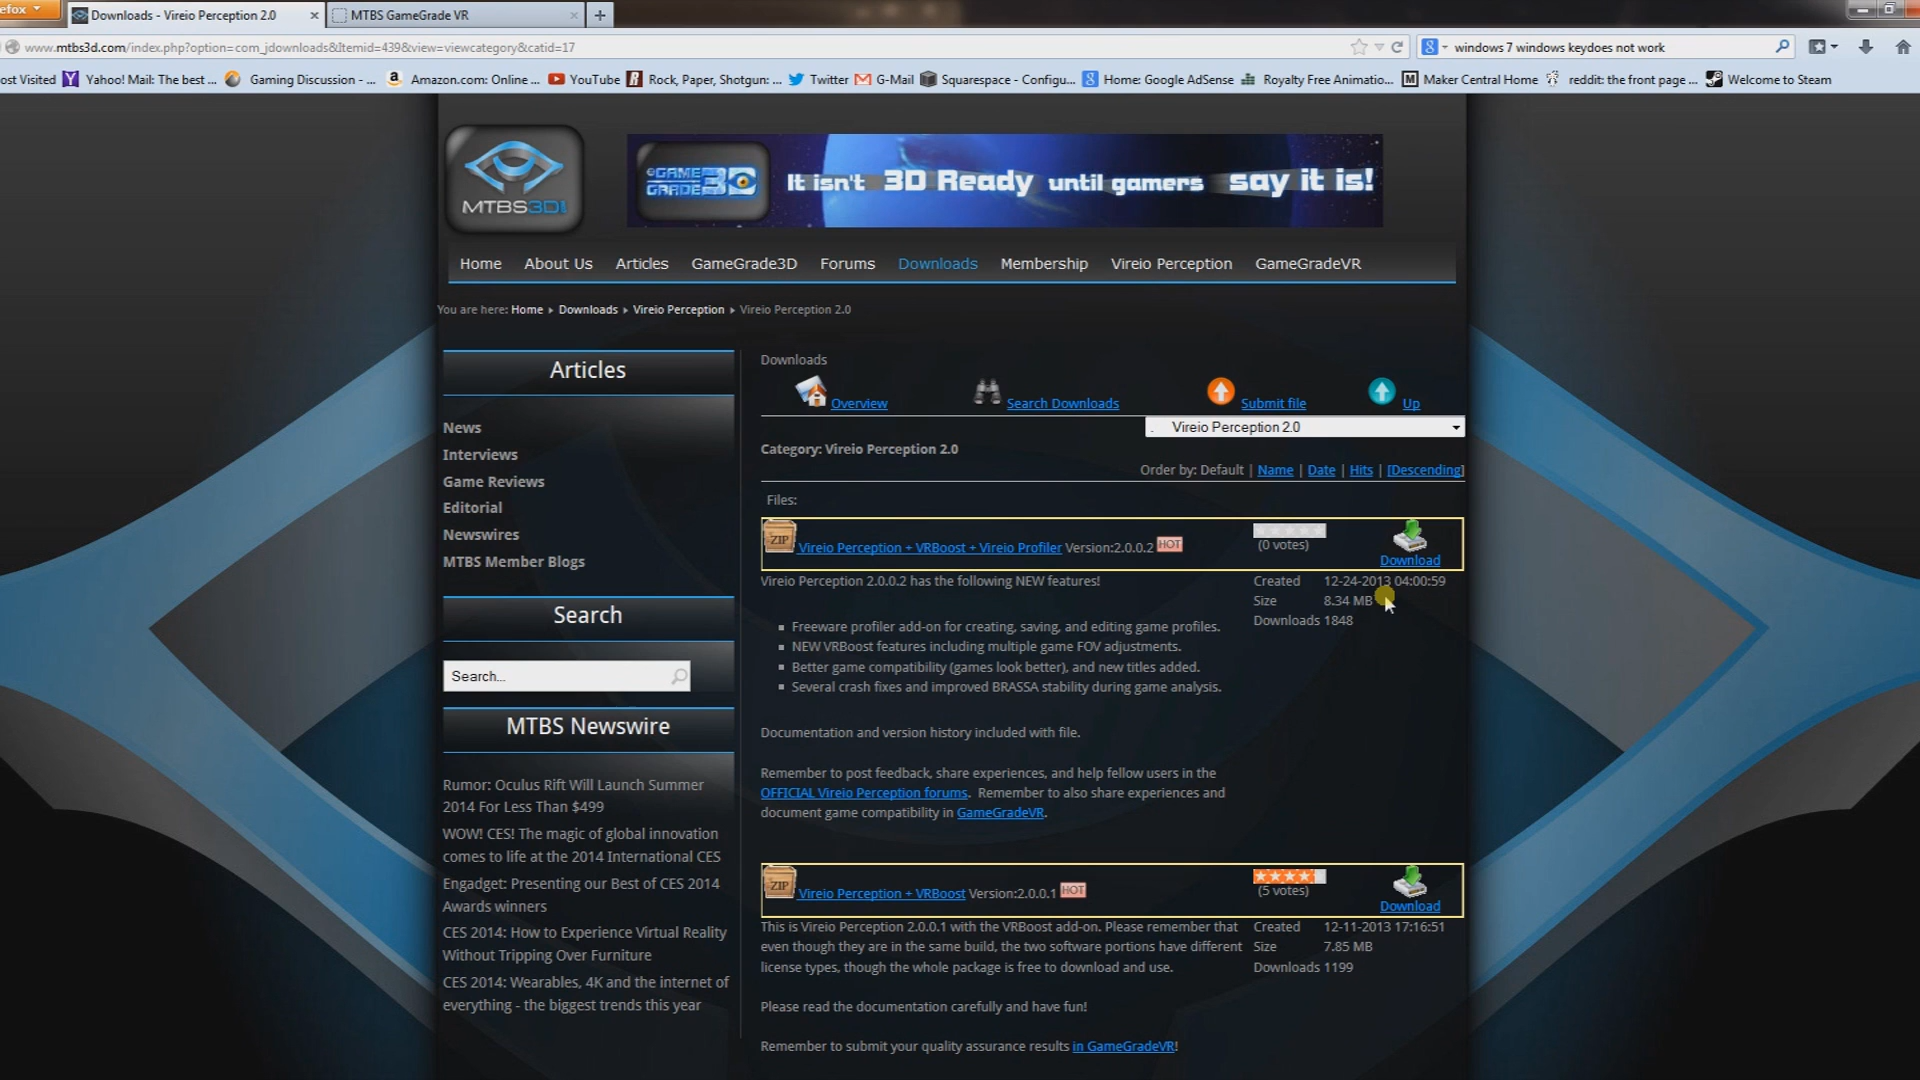 efox
Downloads - Vireio Perception 2.0
MTBS GameGrade VR
www.mtbs3d.com/index.php?option=com_jdownloads&Itemid=439&view=viewcategory&catid=17
windows 7 windows keydoes not work
ost Visited Yahoo! Mail: The best ... Gaming Discussion - ... Amazon.com: Online ... YouTube Rock, Paper, Shotgun: ... Twitter G-Mail Squarespace - Configu... Home: Google AdSense Royalty Free Animatio... Maker Central Home reddit: the front page ... Welcome to Steam
MTBS3D!
GAME GRADE 3D
It isn't 3D Ready until gamers say it is!
Home About Us Articles GameGrade3D Forums Downloads Membership Vireio Perception GameGradeVR
You are here: Home Downloads Vireio Perception Vireio Perception 2.0
Articles
News
Interviews
Game Reviews
Editorial
Newswires
MTBS Member Blogs
Search
Search...
MTBS Newswire
Rumor: Oculus Rift Will Launch Summer
2014 For Less Than $499
WOW! CES! The magic of global innovation
comes to life at the 2014 International CES
Engadget: Presenting our Best of CES 2014
Awards winners
CES 2014: How to Experience Virtual Reality
Without Tripping Over Furniture
CES 2014: Wearables, 4K and the internet of
everything - the biggest trends this year
Downloads
Overview Search Downloads Submit file Up
. Vireio Perception 2.0
Category: Vireio Perception 2.0
Order by: Default | Name | Date | Hits | [Descending]
Files:
ZIP Vireio Perception + VRBoost + Vireio Profiler Version:2.0.0.2 HOT
(0 votes)
Download
Vireio Perception 2.0.0.2 has the following NEW features!
Created 12-24-2013 04:00:59
Size 8.34 MB
Downloads 1848
Freeware profiler add-on for creating, saving, and editing game profiles.
NEW VRBoost features including multiple game FOV adjustments.
Better game compatibility (games look better), and new titles added.
Several crash fixes and improved BRASSA stability during game analysis.
Documentation and version history included with file.
Remember to post feedback, share experiences, and help fellow users in the
OFFICIAL Vireio Perception forums. Remember to also share experiences and
document game compatibility in GameGradeVR.
ZIP Vireio Perception + VRBoost Version:2.0.0.1 HOT
(5 votes)
Download
This is Vireio Perception 2.0.0.1 with the VRBoost add-on. Please remember that
even though they are in the same build, the two software portions have different
license types, though the whole package is free to download and use.
Created 12-11-2013 17:16:51
Size 7.85 MB
Downloads 1199
Please read the documentation carefully and have fun!
Remember to submit your quality assurance results in GameGradeVR!